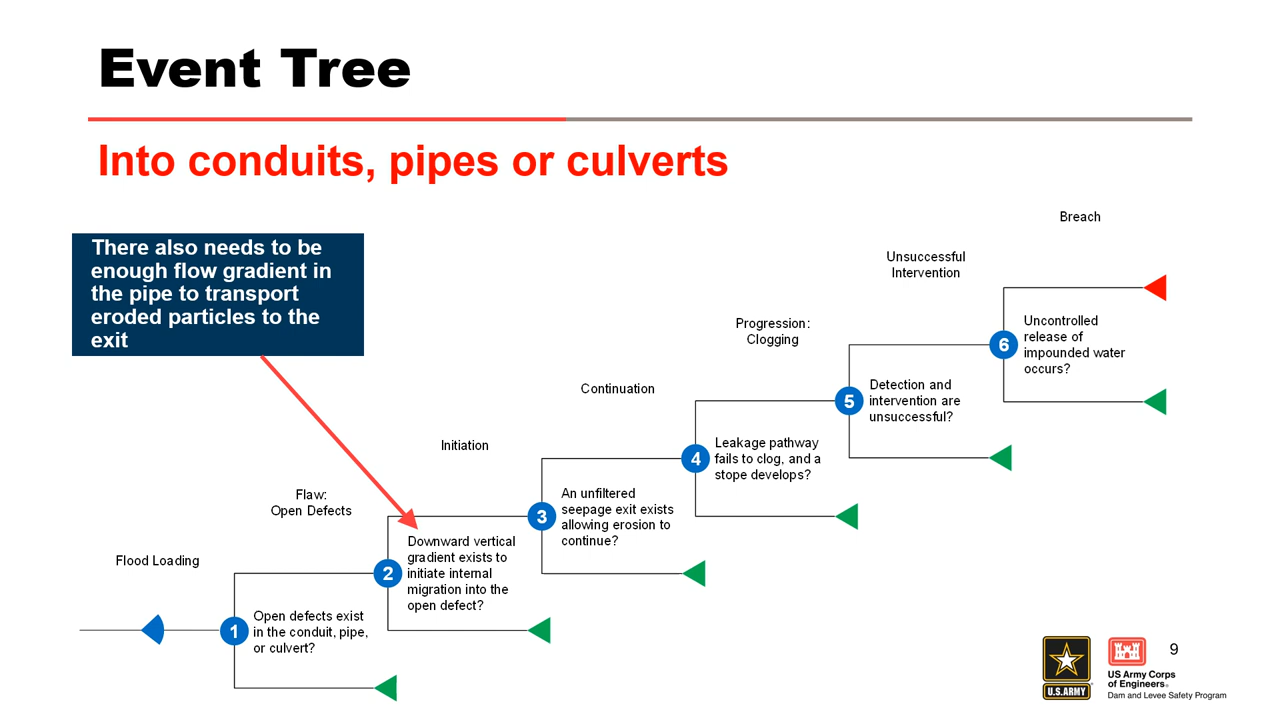 Event Tree
Into conduits, pipes or culverts
There also needs to be
enough flow gradient in
the pipe to transport
eroded particles to the
exit
Flood Loading
1
Open defects exist
in the conduit, pipe,
or culvert?
Flaw:
Open Defects
2
Downward vertical
gradient exists to
initiate internal
migration into the
open defect?
Initiation
3
An unfiltered
seepage exit exists
allowing erosion to
continue?
Continuation
4
Leakage pathway
fails to clog, and a
stope develops?
Progression:
Clogging
5
Detection and
intervention are
unsuccessful?
Unsuccessful
Intervention
6
Uncontrolled
release of
impounded water
occurs?
Breach
U.S.ARMY
US Army Corps
of Engineers®
Dam and Levee Safety Program
9